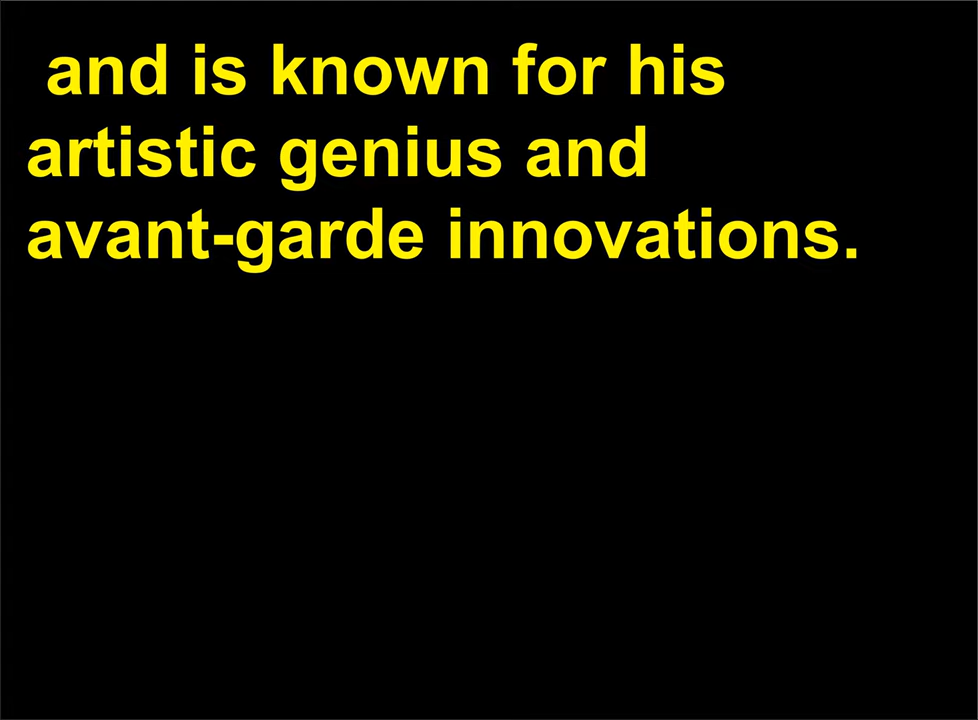 and is known for his
artistic genius and
avant-garde innovations.